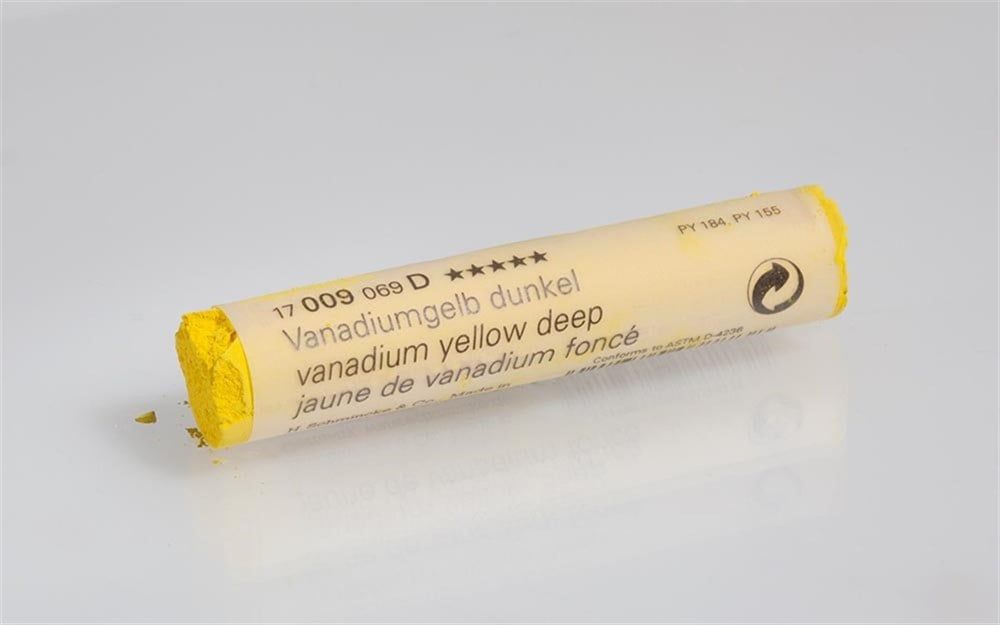 17 009 069 D ★★★★★
PY 184, PY 155
Vanadiumgelb dunkel
vanadium yellow deep
jaune de vanadium foncé
Conforms to ASTM D-4236
H. Schmincke & Co., Made in